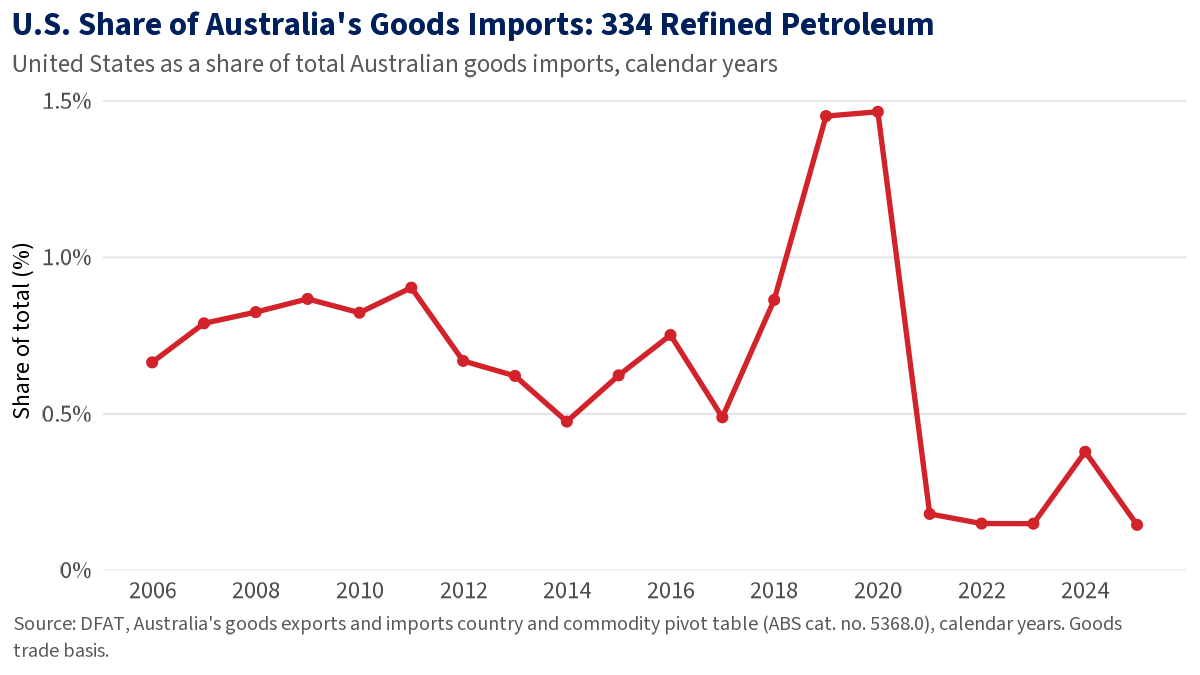 U.S. Share of Australia's Goods Imports: 334 Refined Petroleum
United States as a share of total Australian goods imports, calendar years
Share of total (%)
1.5%
1.0%
0.5%
0%
2006 2008 2010 2012 2014 2016 2018 2020 2022 2024
Source: DFAT, Australia's goods exports and imports country and commodity pivot table (ABS cat. no. 5368.0), calendar years. Goods
trade basis.